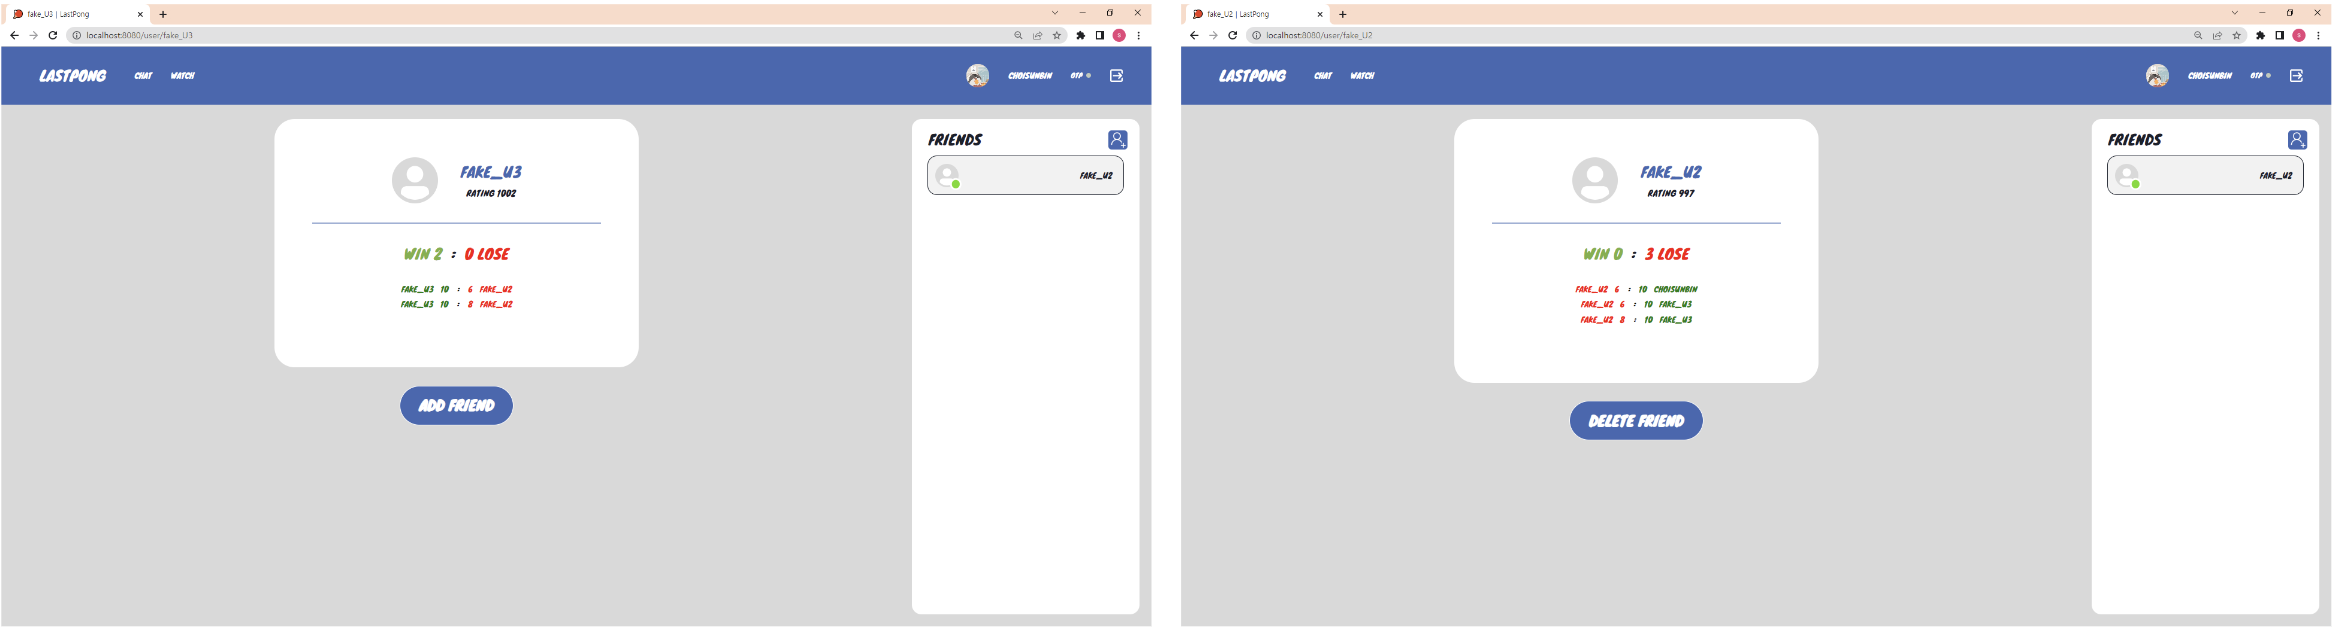 fake_U3 | LastPong
localhost:8080/user/fake_U3
LASTPONG CHAT WATCH CHOISUNBIN OTP
FAKE_U3
RATING 1002
WIN 2 : 0 LOSE
FAKE_U3 10 : 6 FAKE_U2
FAKE_U3 10 : 8 FAKE_U2
ADD FRIEND
FRIENDS
FAKE_U2
fake_U2 | LastPong
localhost:8080/user/fake_U2
LASTPONG CHAT WATCH CHOISUNBIN OTP
FAKE_U2
RATING 997
WIN 0 : 3 LOSE
FAKE_U2 6 : 10 CHOISUNBIN
FAKE_U2 6 : 10 FAKE_U3
FAKE_U2 8 : 10 FAKE_U3
DELETE FRIEND
FRIENDS
FAKE_U2